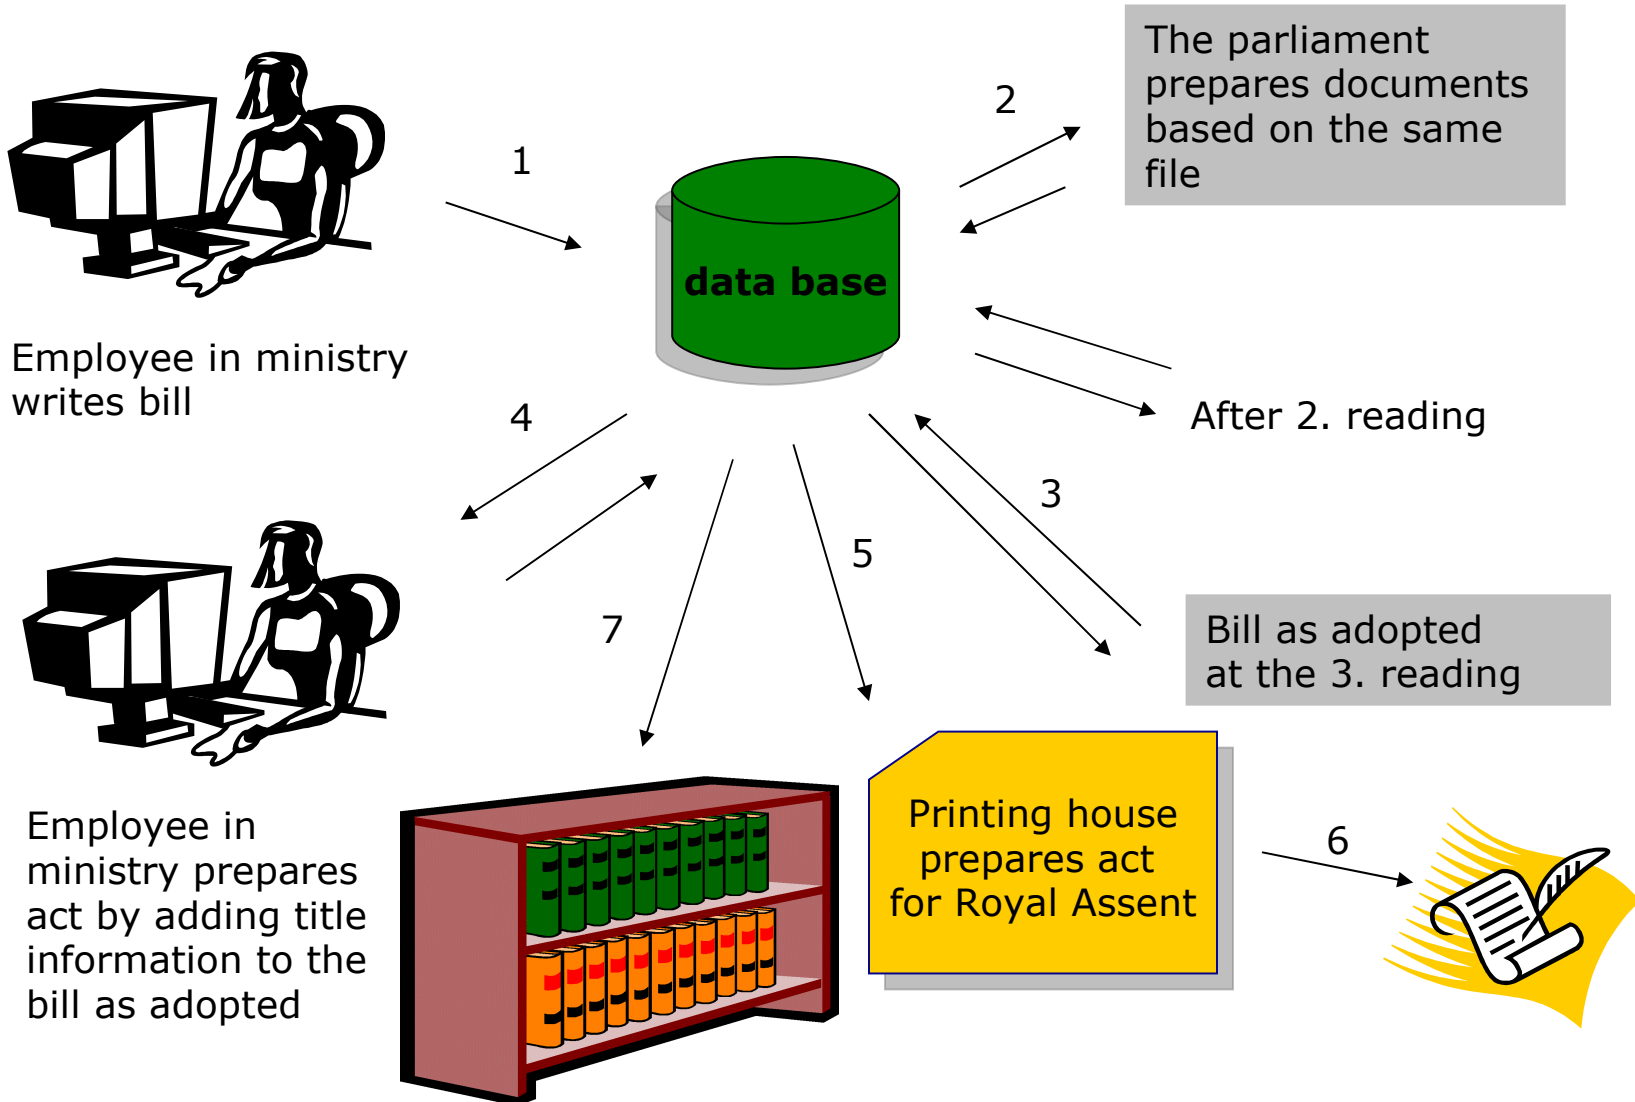 The parliament
prepares documents
based on the same
file
2
1
data base
Employee in ministry
writes bill
After 2. reading
4
3
5
7
Bill as adopted
at the 3. reading
Printing house
prepares act
for Royal Assent
6
Employee in
ministry prepares
act by adding title
information to the
bill as adopted